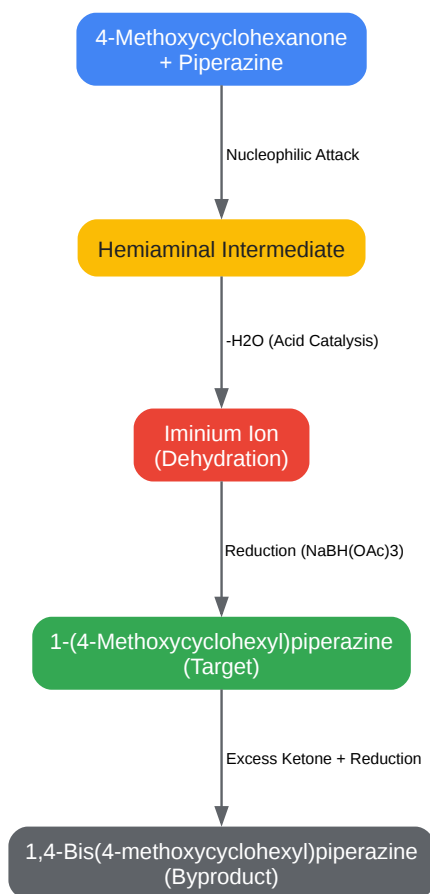 4-Methoxycyclohexanone
+ Piperazine
Nucleophilic Attack
Hemiaminal Intermediate
-H2O (Acid Catalysis)
Iminium Ion
(Dehydration)
Reduction (NaBH(OAc)3)
1-(4-Methoxycyclohexyl)piperazine
(Target)
Excess Ketone + Reduction
1,4-Bis(4-methoxycyclohexyl)piperazine
(Byproduct)